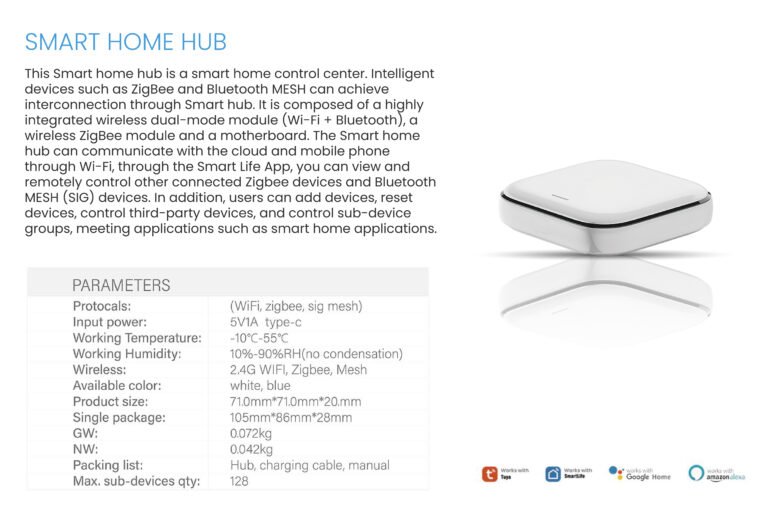 SMART HOME HUB
This Smart home hub is a smart home control center. Intelligent
devices such as ZigBee and Bluetooth MESH can achieve
interconnection through Smart hub. It is composed of a highly
integrated wireless dual-mode module (Wi-Fi + Bluetooth), a
wireless ZigBee module and a motherboard. The Smart home
hub can communicate with the cloud and mobile phone
through Wi-Fi, through the Smart Life App, you can view and
remotely control other connected Zigbee devices and Bluetooth
MESH (SIG) devices. In addition, users can add devices, reset
devices, control third-party devices, and control sub-device
groups, meeting applications such as smart home applications.
PARAMETERS
Protocals: (WiFi, zigbee, sig mesh)
Input power: 5V1A type-c
Working Temperature: -10℃-55℃
Working Humidity: 10%-90%RH(no condensation)
Wireless: 2.4G WIFI, Zigbee, Mesh
Available color: white, blue
Product size: 71.0mm*71.0mm*20.mm
Single package: 105mm*86mm*28mm
GW: 0.072kg
NW: 0.042kg
Packing list: Hub, charging cable, manual
Max. sub-devices qty: 128
Works with
Tuya
Works with
SmartLife
works with
Google Home
works with
amazon alexa